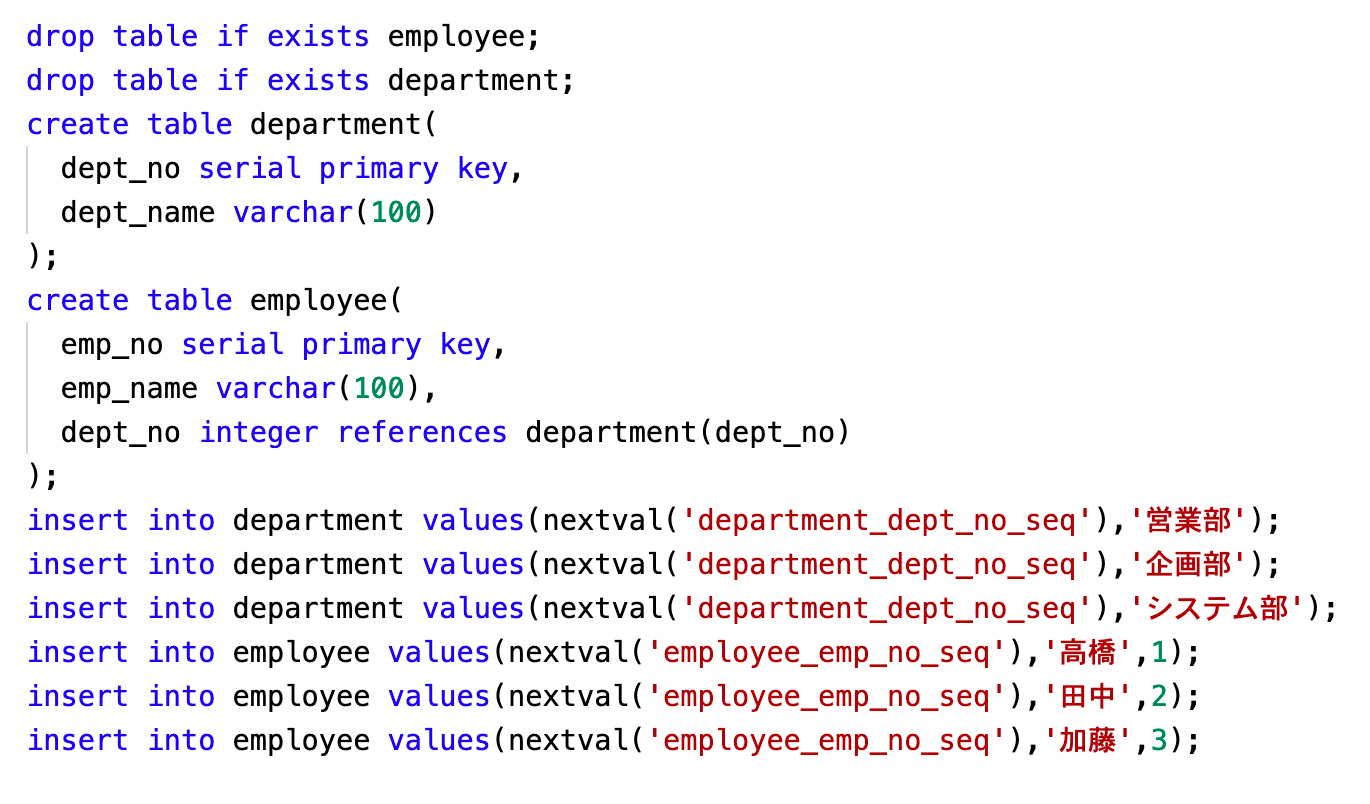 drop table if exists employee;
drop table if exists department;
create table department(
  dept_no serial primary key,
  dept_name varchar(100)
);
create table employee(
  emp_no serial primary key,
  emp_name varchar(100),
  dept_no integer references department(dept_no)
);
insert into department values(nextval('department_dept_no_seq'),'営業部');
insert into department values(nextval('department_dept_no_seq'),'企画部');
insert into department values(nextval('department_dept_no_seq'),'システム部');
insert into employee values(nextval('employee_emp_no_seq'),'高橋',1);
insert into employee values(nextval('employee_emp_no_seq'),'田中',2);
insert into employee values(nextval('employee_emp_no_seq'),'加藤',3);